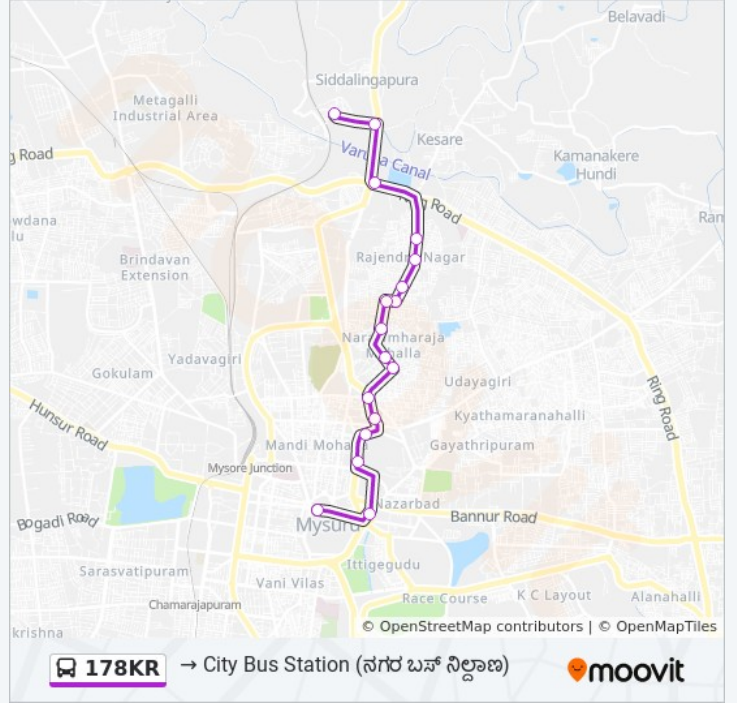 Belavadi
Siddalingapura
Metagalli
Industrial Area
Kesare
g Road
Varuna Canal
Kamanakere
Hundi
Ring Road
wdana
lu
Ram
Brindavan
Extension
Rajendra Nagar
Narasimharaja
Mohalla
Yadavagiri
Gokulam
Udayagiri
Ring Road
Hunsur Road
Kyathamaranahalli
Mandi Mohalla
Gayathripuram
Mysore Junction
Nazarbad
Bogadi Road
Mysuru
Bannur Road
Ittigegudu
Sarasvatipuram
Vani Vilas
Race Course
K C Layout
Alanahalli
Chamarajapuram
krishna
© OpenStreetMap contributors | © OpenMapTiles
178KR → City Bus Station (ನಗರ ಬಸ್ ನಿಲ್ದಾಣ) moovit